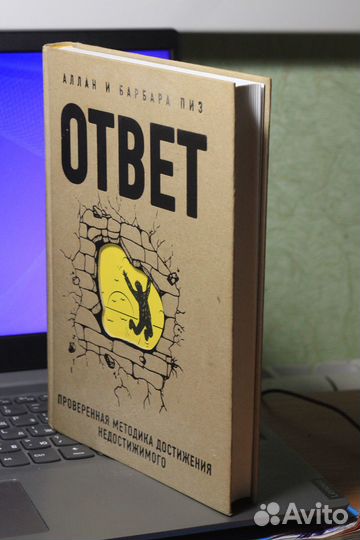 АЛЛАН И БАРБАРА ПИЗ
ОТВЕТ
ПРОВЕРЕННАЯ МЕТОДИКА ДОСТИЖЕНИЯ
НЕДОСТИЖИМОГО
Avito